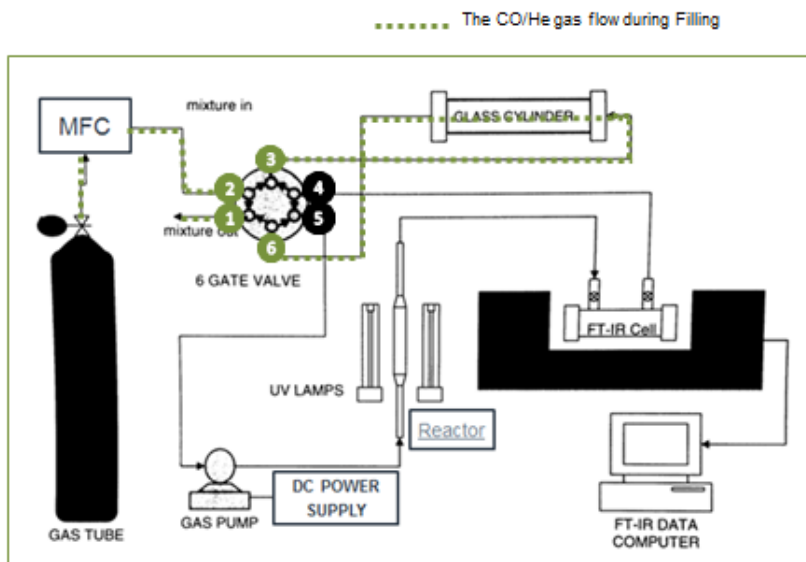 The CO/He gas flow during Filling
mixture in
MFC
GLASS CYLINDER
3
2
4
1
5
mixture out
6
6 GATE VALVE
FT-IR Cell
UV LAMPS
Reactor
DC POWER
SUPPLY
GAS PUMP
GAS TUBE
FT-IR DATA
COMPUTER